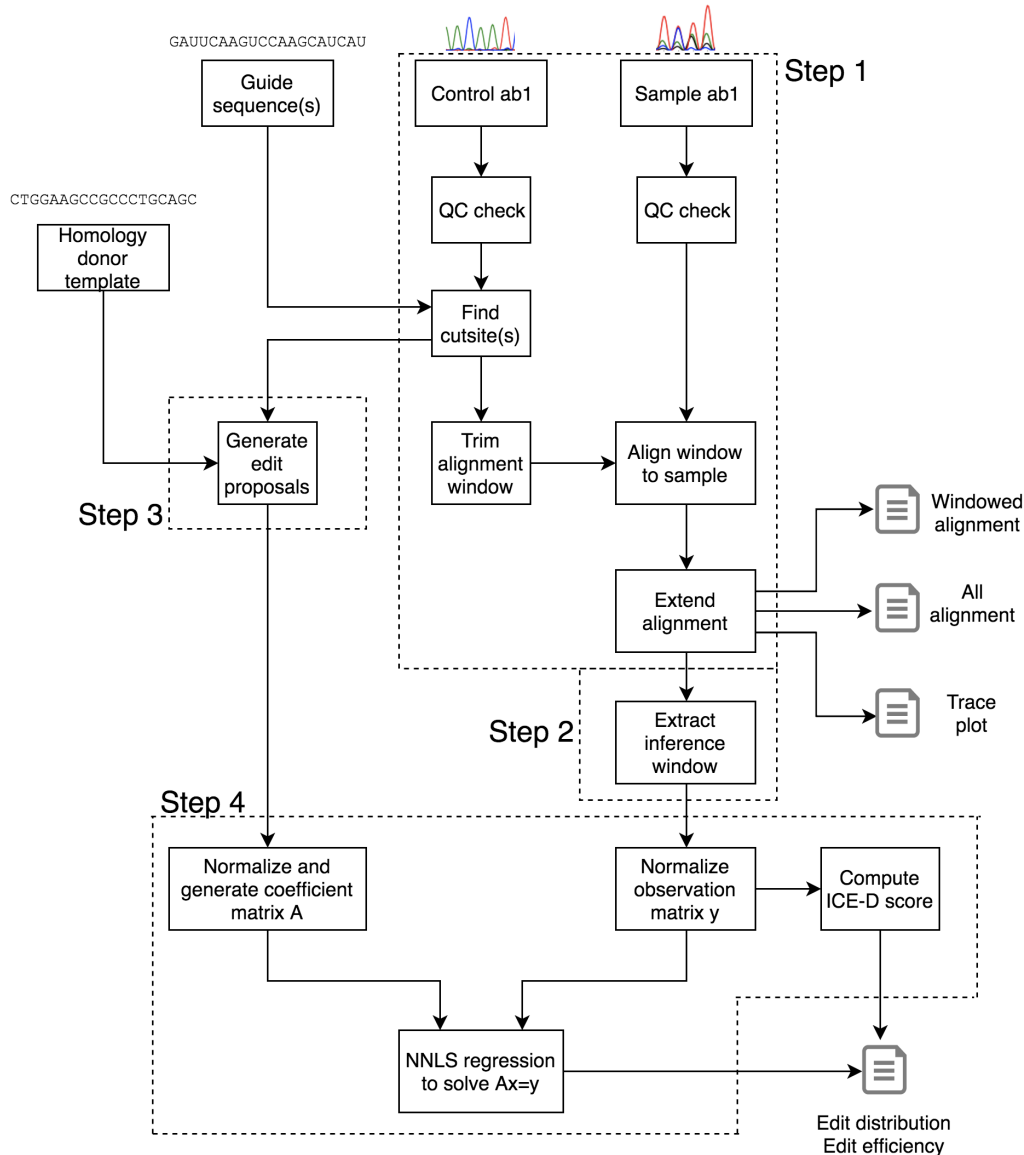 GAUUCAAGUCCAAGCAUCAU
Guide
sequence(s)
Control ab1
Sample ab1
Step 1
CTGGAAGCCGCCCTGCAGC
Homology
donor
template
QC check
QC check
Find
cutsite(s)
Generate
edit
proposals
Step 3
Trim
alignment
window
Align window
to sample
Extend
alignment
Windowed
alignment
All
alignment
Trace
plot
Step 2
Extract
inference
window
Step 4
Normalize and
generate coefficient
matrix A
Normalize
observation
matrix y
Compute
ICE-D score
NNLS regression
to solve Ax=y
Edit distribution
Edit efficiency